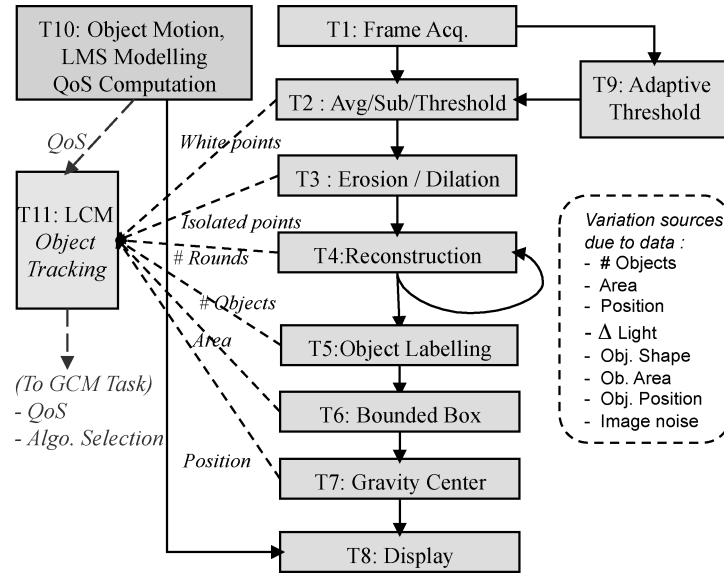 T10: Object Motion,
LMS Modelling
QoS Computation
T1: Frame Acq.
T9: Adaptive
Threshold
T2 : Avg/Sub/Threshold
QoS
White points
T3 : Erosion / Dilation
T11: LCM
Object
Tracking
Isolated points
# Rounds
T4:Reconstruction
# Objects
Area
T5:Object Labelling
(To GCM Task)
- QoS
- Algo. Selection
T6: Bounded Box
Position
T7: Gravity Center
T8: Display
Variation sources
due to data :
- # Objects
- Area
- Position
- Δ Light
- Obj. Shape
- Ob. Area
- Obj. Position
- Image noise